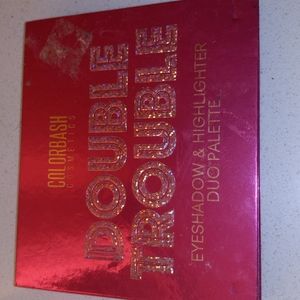 COLORBASH
COSMETICS
DOUBLE
TROUBLE
EYESHADOW & HIGHLIGHTER
DUO PALETTE